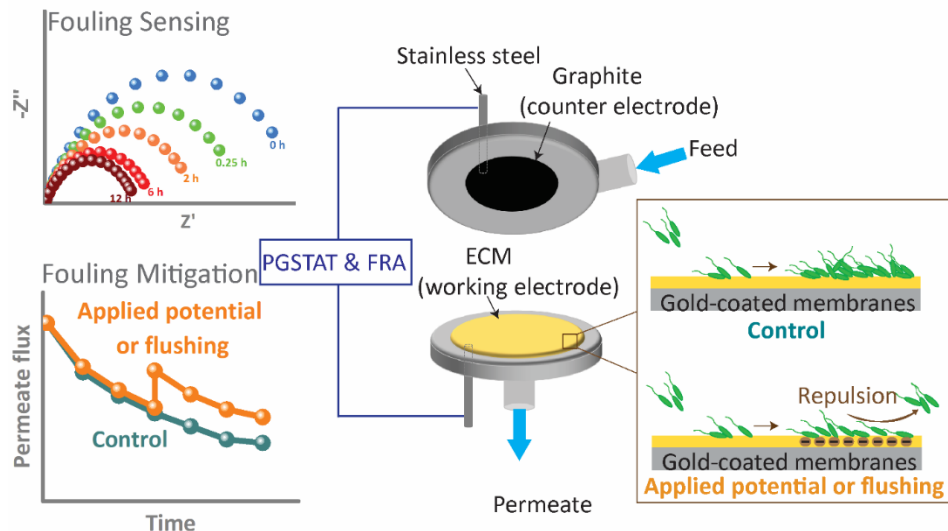 Fouling Sensing
-Z"
0 h
0.25 h
2 h
6 h
12 h
Z'
Fouling Mitigation
Applied potential
or flushing
Control
Permeate flux
Time
PGSTAT & FRA
Stainless steel
Graphite
(counter electrode)
Feed
ECM
(working electrode)
Permeate
Gold-coated membranes
Control
Repulsion
Gold-coated membranes
Applied potential or flushing